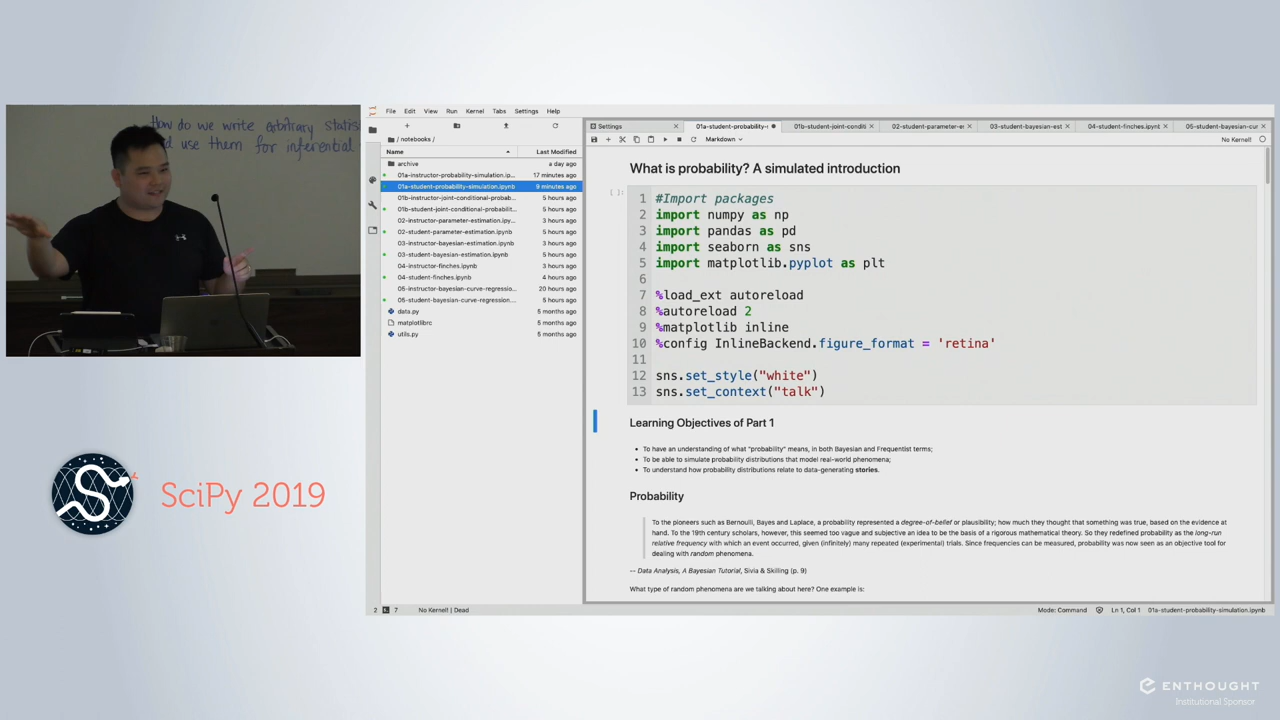 How do we write arbitrary statis
d use them for inferential
SciPy 2019
File Edit View Run Kernel Tabs Settings Help
/ notebooks /
Name Last Modified
archive a day ago
01a-instructor-probability-simulation.ip... 17 minutes ago
01a-student-probability-simulation.ipynb 9 minutes ago
01b-instructor-joint-conditional-probab... 5 hours ago
01b-student-joint-conditional-probabilit... 5 hours ago
02-instructor-parameter-estimation.ipy... 3 hours ago
02-student-parameter-estimation.ipynb 5 hours ago
03-instructor-bayesian-estimation.ipynb 3 hours ago
03-student-bayesian-estimation.ipynb 5 hours ago
04-instructor-finches.ipynb 3 hours ago
04-student-finches.ipynb 4 hours ago
05-instructor-bayesian-curve-regressio... 20 hours ago
05-student-bayesian-curve-regression.... 5 hours ago
data.py 5 months ago
matplotlibrc 5 months ago
utils.py 5 months ago
Settings 01a-student-probability-s 01b-student-joint-conditi 02-student-parameter-es 03-student-bayesian-est 04-student-finches.ipynb 05-student-bayesian-cur
Markdown No Kernel!
What is probability? A simulated introduction
[ ]:
1 #Import packages
2 import numpy as np
3 import pandas as pd
4 import seaborn as sns
5 import matplotlib.pyplot as plt
6
7 %load_ext autoreload
8 %autoreload 2
9 %matplotlib inline
10 %config InlineBackend.figure_format = 'retina'
11
12 sns.set_style("white")
13 sns.set_context("talk")
Learning Objectives of Part 1
• To have an understanding of what "probability" means, in both Bayesian and Frequentist terms;
• To be able to simulate probability distributions that model real-world phenomena;
• To understand how probability distributions relate to data-generating stories.
Probability
To the pioneers such as Bernoulli, Bayes and Laplace, a probability represented a degree-of-belief or plausibility; how much they thought that something was true, based on the evidence at
hand. To the 19th century scholars, however, this seemed too vague and subjective an idea to be the basis of a rigorous mathematical theory. So they redefined probability as the long-run
relative frequency with which an event occurred, given (infinitely) many repeated (experimental) trials. Since frequencies can be measured, probability was now seen as an objective tool for
dealing with random phenomena.
-- Data Analysis, A Bayesian Tutorial, Sivia & Skilling (p. 9)
What type of random phenomena are we talking about here? One example is:
2 7 No Kernel! | Dead Mode: Command Ln 1, Col 1 01a-student-probability-simulation.ipynb
ENTHOUGHT
Institutional Sponsor